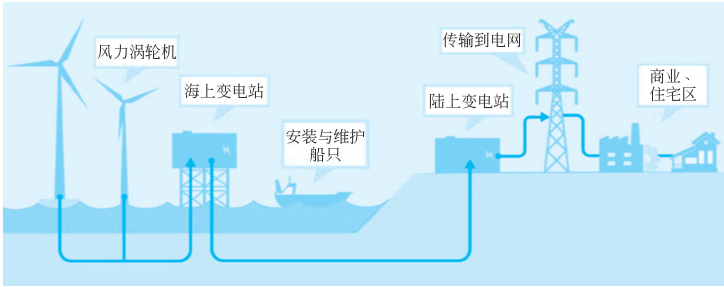 风力涡轮机
海上变电站
安装与维护
船只
陆上变电站
传输到电网
商业、
住宅区